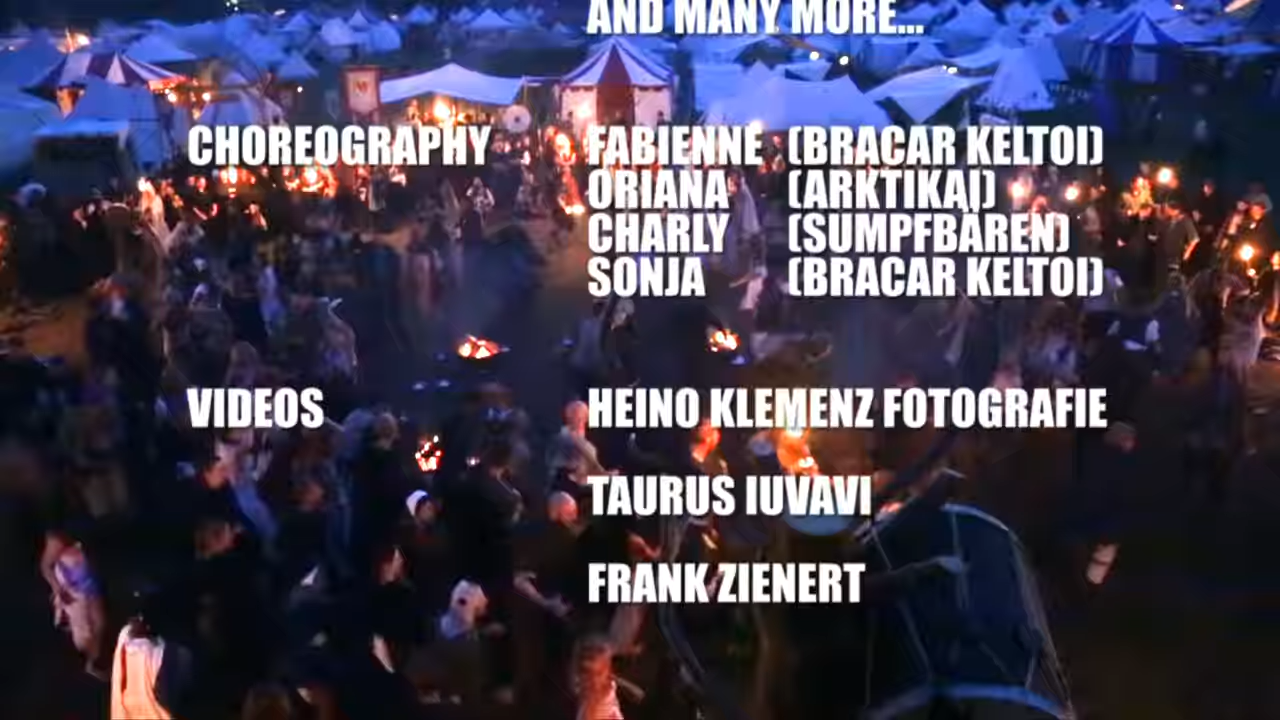 AND MANY MORE...
CHOREOGRAPHY FABIENNE (BRACAR KELTOI)
ORIANA (ARKTIKAI)
CHARLY (SUMPFBÄREN)
SONJA (BRACAR KELTOI)
VIDEOS HEINO KLEMENZ FOTOGRAFIE
TAURUS IUVAVI
FRANK ZIENERT